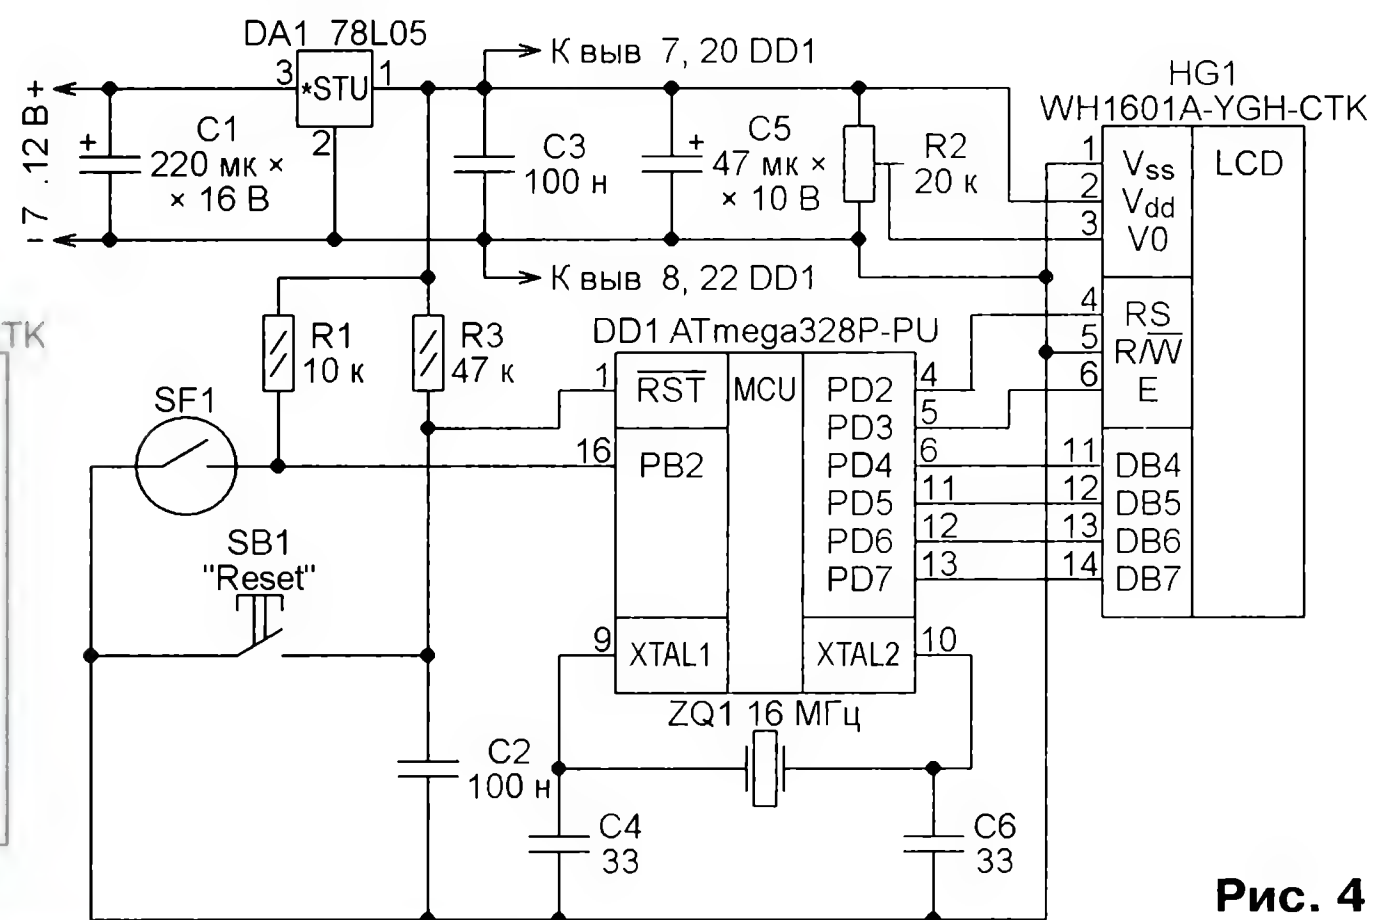 DA1 78L05
К выв 7, 20 DD1
HG1
WH1601A-YGH-CTK
3
*STU
1
2
+
− 7 . 12 В +
C1
220 мк ×
× 16 В
+
C3
100 н
C5
47 мк ×
× 10 В
R2
20 к
1
2
3
Vss
Vdd
V0
LCD
К выв 8, 22 DD1
TK
R1
10 к
R3
47 к
DD1 ATmega328P-PU
4
5
6
RS
R/W
E
SF1
1
RST
MCU
PD2
4
PD3
5
16
PB2
PD4
6
11
DB4
PD5
11
12
DB5
PD6
12
13
DB6
PD7
13
14
DB7
SB1
"Reset"
9
XTAL1
XTAL2
10
ZQ1 16 МГц
C2
100 н
C4
33
C6
33
Рис. 4